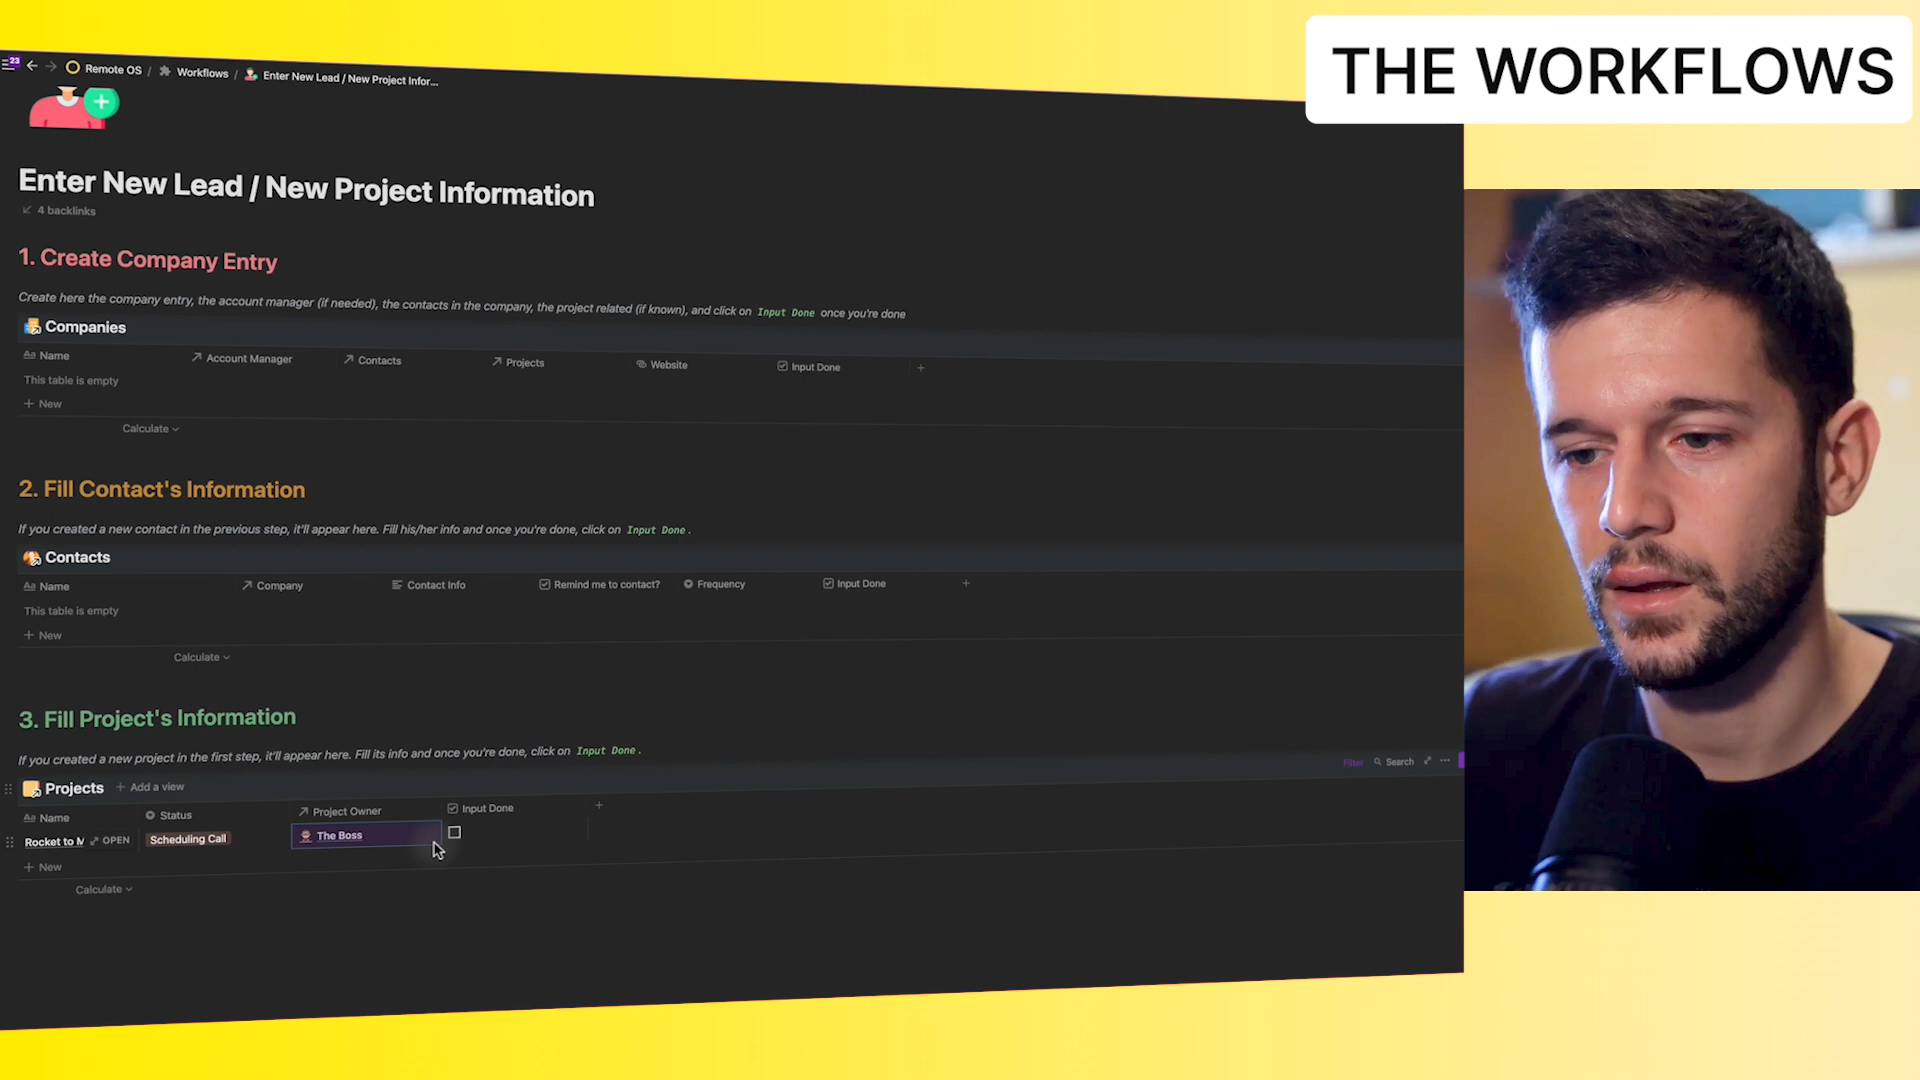 THE WORKFLOWS
23
Remote OS / Workflows / Enter New Lead / New Project Infor...
Enter New Lead / New Project Information
4 backlinks
1. Create Company Entry
Create here the company entry, the account manager (if needed), the contacts in the company, the project related (if known), and click on Input Done once you're done
Companies
Aa Name Account Manager Contacts Projects Website Input Done +
This table is empty
+ New
Calculate
2. Fill Contact's Information
If you created a new contact in the previous step, it'll appear here. Fill his/her info and once you're done, click on Input Done.
Contacts
Aa Name Company Contact Info Remind me to contact? Frequency Input Done +
This table is empty
+ New
Calculate
3. Fill Project's Information
If you created a new project in the first step, it'll appear here. Fill its info and once you're done, click on Input Done.
Projects + Add a view Filter Search ...
Aa Name Status Project Owner Input Done +
Rocket to M OPEN Scheduling Call The Boss
+ New
Calculate